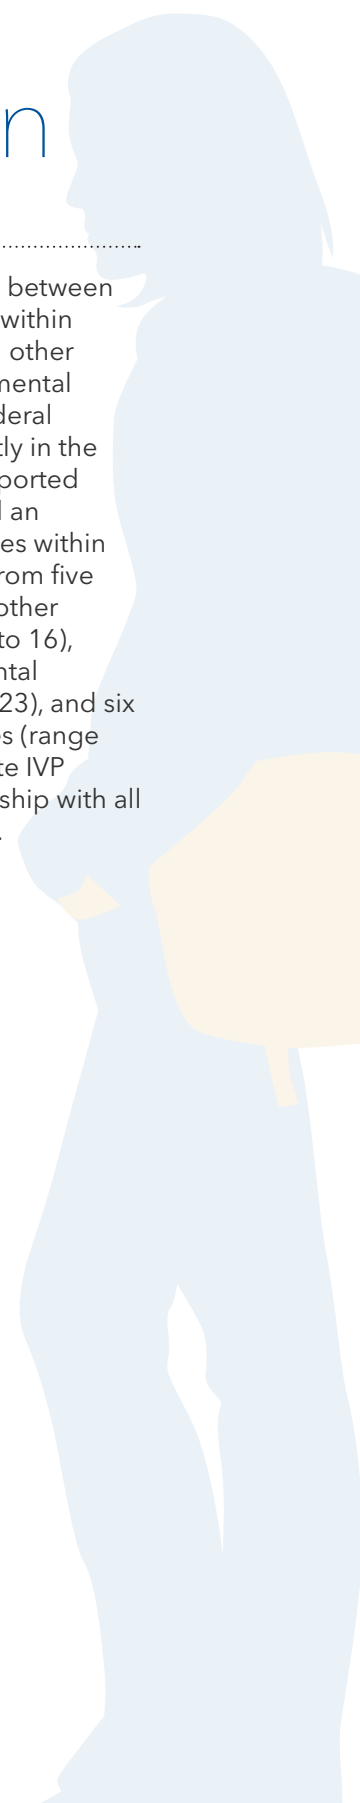 n
between
within
other
mental
deral
tly in the
ported
l an
es within
rom five
other
to 16),
ntal
23), and six
es (range
te IVP
ship with all
.